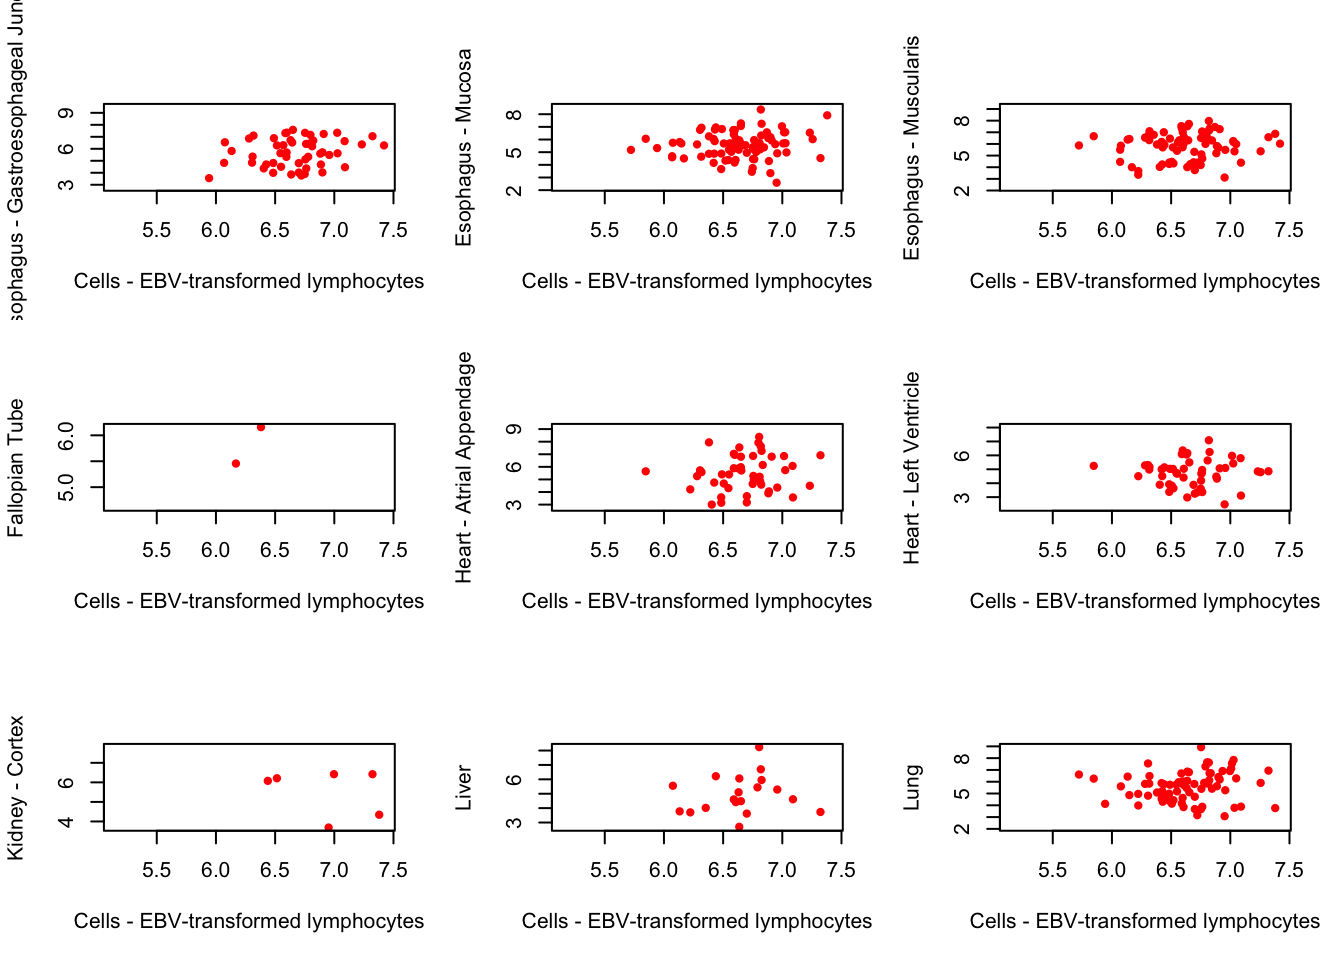 sophagus - Gastroesophageal Junc
9
6
3
5.5 6.0 6.5 7.0 7.5
Cells - EBV-transformed lymphocytes
Esophagus - Mucosa
8
5
2
5.5 6.0 6.5 7.0 7.5
Cells - EBV-transformed lymphocytes
Esophagus - Muscularis
8
5
2
5.5 6.0 6.5 7.0 7.5
Cells - EBV-transformed lymphocytes
Fallopian Tube
6.0
5.0
5.5 6.0 6.5 7.0 7.5
Cells - EBV-transformed lymphocytes
Heart - Atrial Appendage
9
6
3
5.5 6.0 6.5 7.0 7.5
Cells - EBV-transformed lymphocytes
Heart - Left Ventricle
6
3
5.5 6.0 6.5 7.0 7.5
Cells - EBV-transformed lymphocytes
Kidney - Cortex
6
4
5.5 6.0 6.5 7.0 7.5
Cells - EBV-transformed lymphocytes
Liver
6
3
5.5 6.0 6.5 7.0 7.5
Cells - EBV-transformed lymphocytes
Lung
8
5
2
5.5 6.0 6.5 7.0 7.5
Cells - EBV-transformed lymphocytes